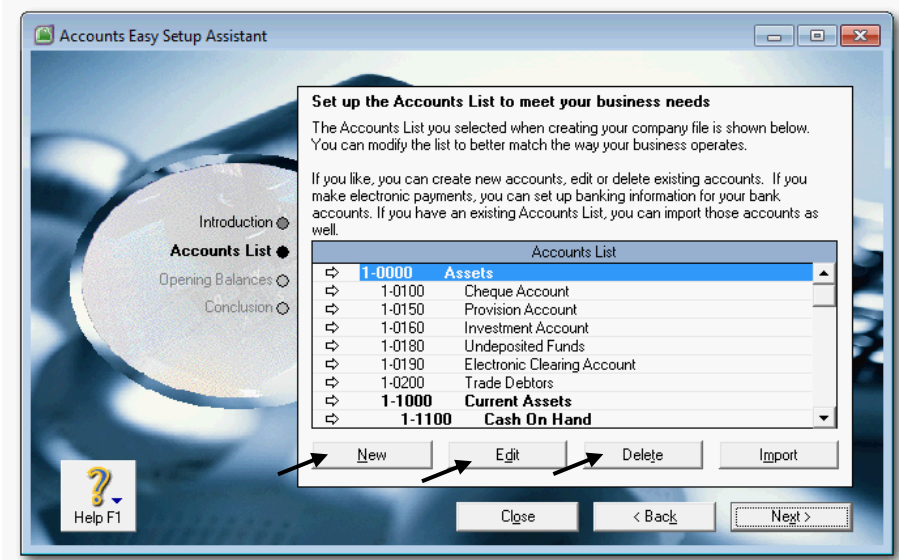 Accounts Easy Setup Assistant
Set up the Accounts List to meet your business needs
The Accounts List you selected when creating your company file is shown below.
You can modify the list to better match the way your business operates.
If you like, you can create new accounts, edit or delete existing accounts. If you
make electronic payments, you can set up banking information for your bank
accounts. If you have an existing Accounts List, you can import those accounts as
well.
Introduction
Accounts List
Opening Balances
Conclusion
Accounts List
1-0000 Assets
1-0100 Cheque Account
1-0150 Provision Account
1-0160 Investment Account
1-0180 Undeposited Funds
1-0190 Electronic Clearing Account
1-0200 Trade Debtors
1-1000 Current Assets
1-1100 Cash On Hand
New Edit Delete Import
Help F1
Close < Back Next >